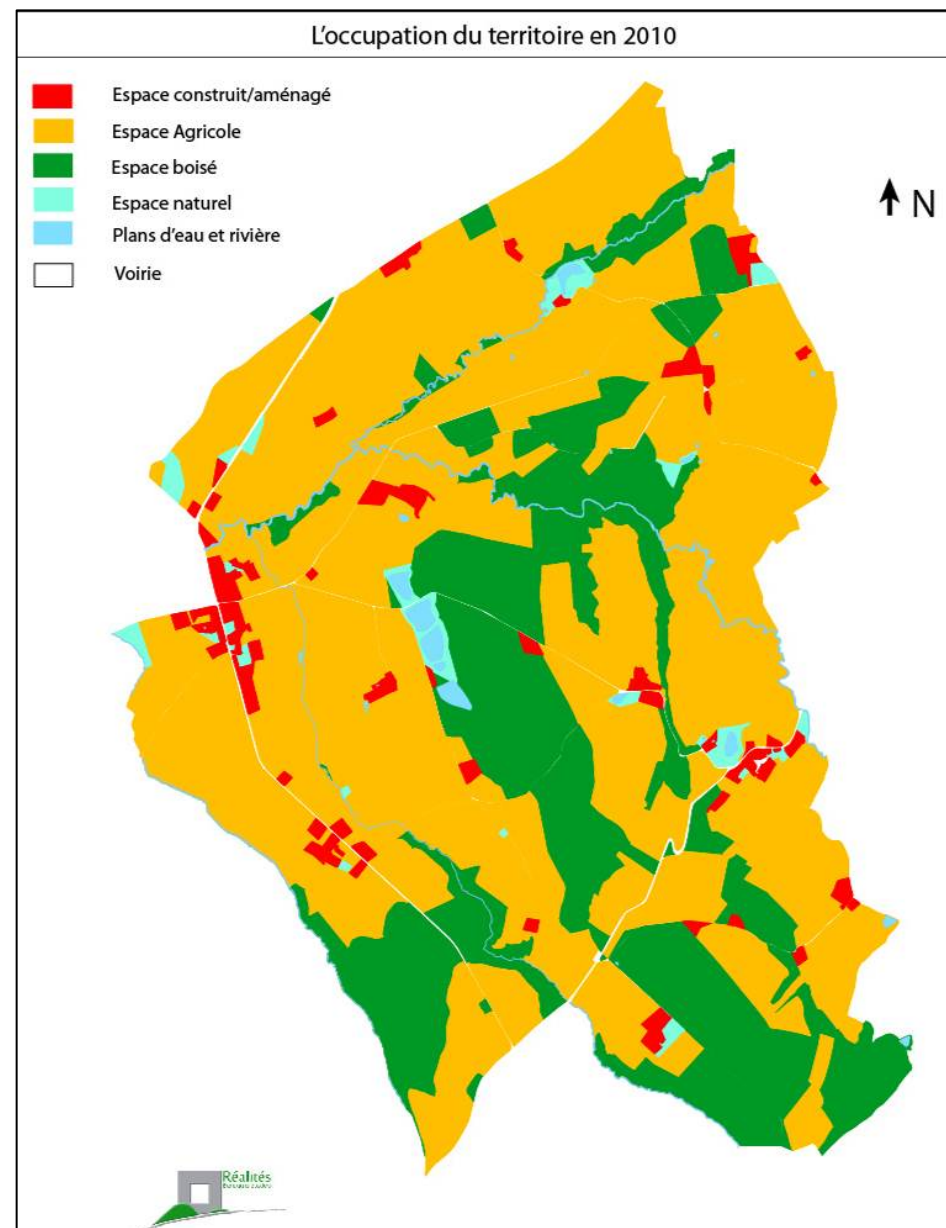 L'occupation du territoire en 2010
Espace construit/aménagé
Espace Agricole
Espace boisé
Espace naturel
Plans d'eau et rivière
Voirie
N
Réalités